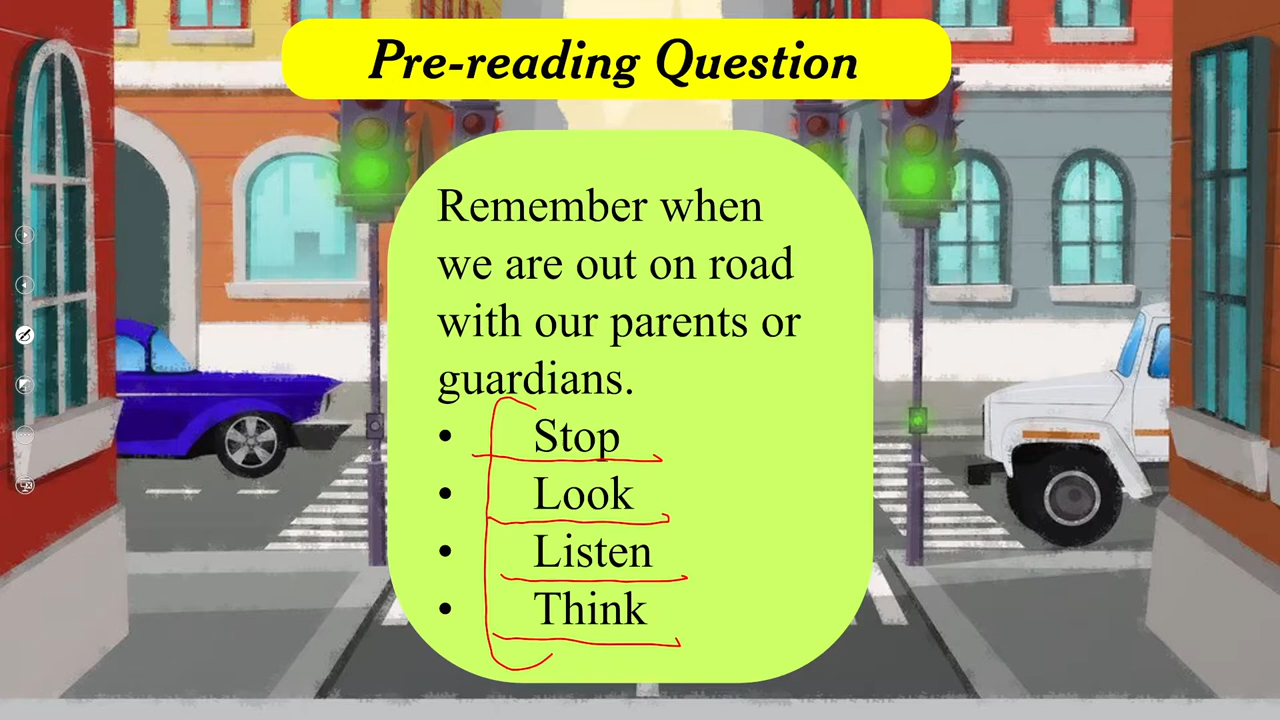 Pre-reading Question
Remember when
we are out on road
with our parents or
guardians.
• Stop
• Look
• Listen
• Think